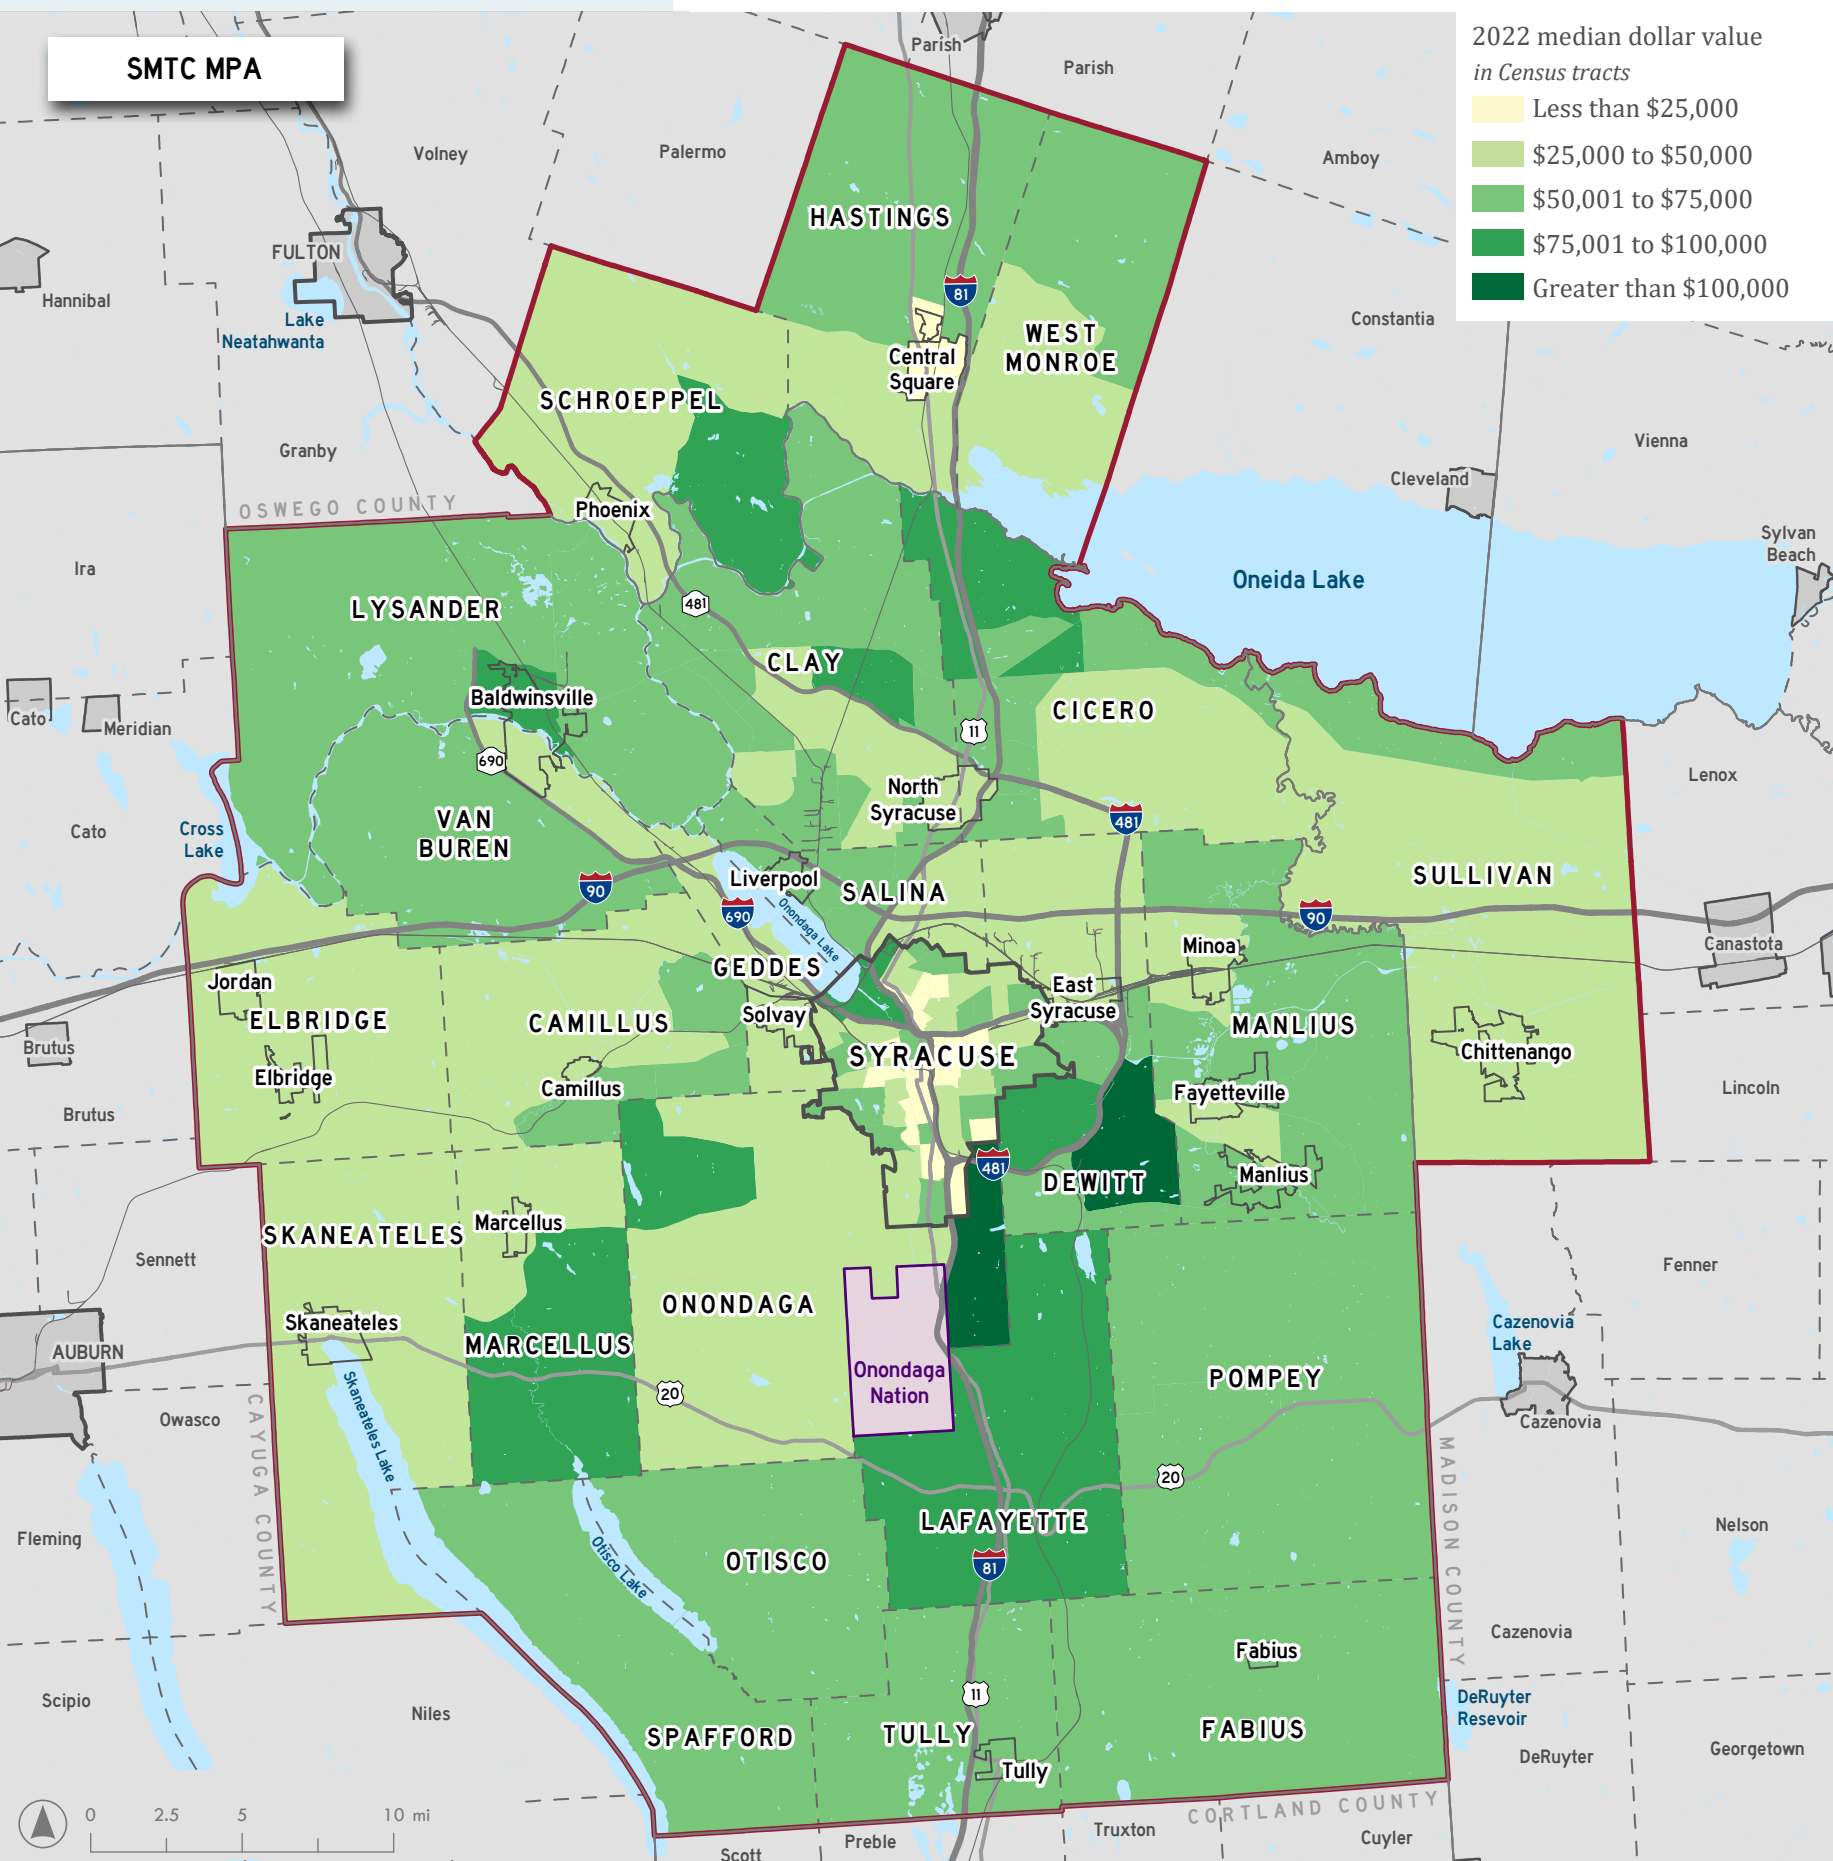 SMTC MPA
2022 median dollar value
in Census tracts
Less than $25,000
$25,000 to $50,000
$50,001 to $75,000
$75,001 to $100,000
Greater than $100,000
Parish
Parish
Volney
Palermo
Amboy
HASTINGS
FULTON
Hannibal
81
Lake
Neatahwanta
Constantia
WEST
MONROE
Central
Square
SCHROEPPEL
Granby
Vienna
Cleveland
OSWEGO COUNTY
Phoenix
Sylvan
Beach
Ira
Oneida Lake
LYSANDER
481
CLAY
Baldwinsville
CICERO
Cato
Meridian
11
690
Lenox
North
Syracuse
VAN
BUREN
481
Cato
Cross
Lake
Liverpool
SALINA
SULLIVAN
90
690
Onondaga Lake
90
Minoa
Canastota
GEDDES
Jordan
East
Syracuse
Solvay
ELBRIDGE
CAMILLUS
MANLIUS
Brutus
SYRACUSE
Chittenango
Elbridge
Camillus
Fayetteville
Lincoln
Brutus
481
DEWITT
Manlius
SKANEATELES
Marcellus
Sennett
Fenner
ONONDAGA
Skaneateles
Cazenovia
Lake
MARCELLUS
AUBURN
Onondaga
Nation
POMPEY
20
Skaneateles Lake
Owasco
CAYUGA COUNTY
Cazenovia
MADISON COUNTY
20
LAFAYETTE
Nelson
Fleming
OTISCO
Otisco Lake
81
Cazenovia
Fabius
Scipio
Niles
11
DeRuyter
Resevoir
SPAFFORD
TULLY
FABIUS
DeRuyter
Georgetown
Tully
0 2.5 5 10 mi
CORTLAND COUNTY
Truxton
Preble
Cuyler
Scott